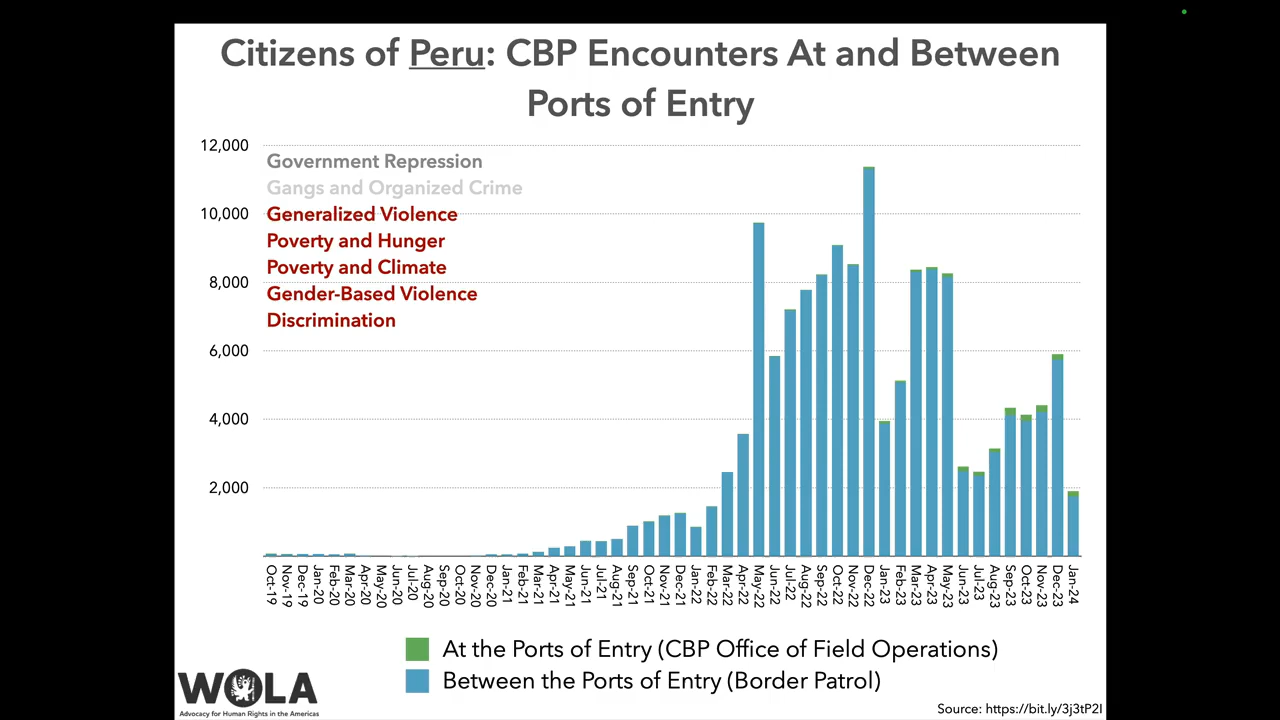 Citizens of Peru: CBP Encounters At and Between
Ports of Entry
12,000
10,000
8,000
6,000
4,000
2,000
Government Repression
Gangs and Organized Crime
Generalized Violence
Poverty and Hunger
Poverty and Climate
Gender-Based Violence
Discrimination
Oct-19
Nov-19
Dec-19
Jan-20
Feb-20
Mar-20
Apr-20
May-20
Jun-20
Jul-20
Aug-20
Sep-20
Oct-20
Nov-20
Dec-20
Jan-21
Feb-21
Mar-21
Apr-21
May-21
Jun-21
Jul-21
Aug-21
Sep-21
Oct-21
Nov-21
Dec-21
Jan-22
Feb-22
Mar-22
Apr-22
May-22
Jun-22
Jul-22
Aug-22
Sep-22
Oct-22
Nov-22
Dec-22
Jan-23
Feb-23
Mar-23
Apr-23
May-23
Jun-23
Jul-23
Aug-23
Sep-23
Oct-23
Nov-23
Dec-23
Jan-24
At the Ports of Entry (CBP Office of Field Operations)
Between the Ports of Entry (Border Patrol)
WOLA
Advocacy for Human Rights in the Americas
Source: https://bit.ly/3j3tP2I